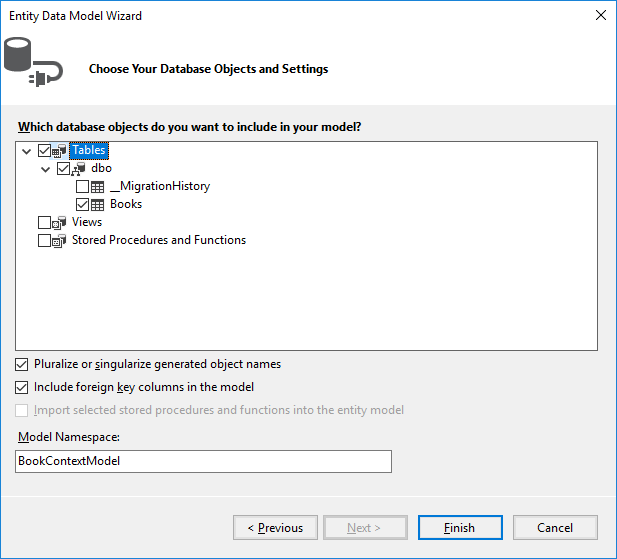 Entity Data Model Wizard
Choose Your Database Objects and Settings
Which database objects do you want to include in your model?
Tables
dbo
__MigrationHistory
Books
Views
Stored Procedures and Functions
Pluralize or singularize generated object names
Include foreign key columns in the model
Import selected stored procedures and functions into the entity model
Model Namespace:
BookContextModel
< Previous
Next >
Finish
Cancel